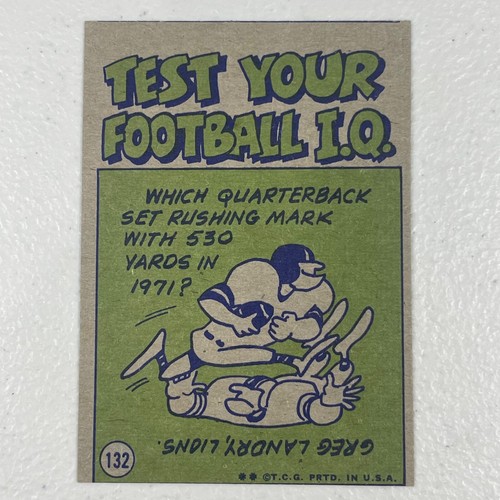 TEST YOUR
FOOTBALL I.Q.
WHICH QUARTERBACK
SET RUSHING MARK
WITH 530
YARDS IN
1971?
GREG LANDRY, LIONS.
132
** T.C.G. PRTD. IN U.S.A.